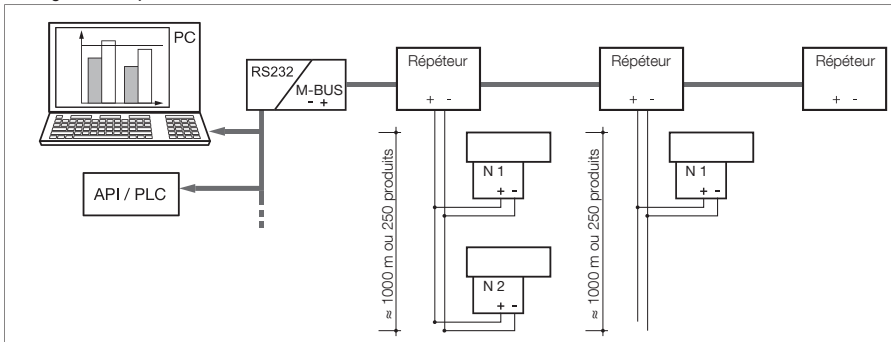 PC
RS232
M-BUS
- +
Répéteur
+ -
Répéteur
+ -
Répéteur
+ -
API / PLC
≈ 1000 m ou 250 produits
N 1
+ -
N 2
+ -
≈ 1000 m ou 250 produits
N 1
+ -